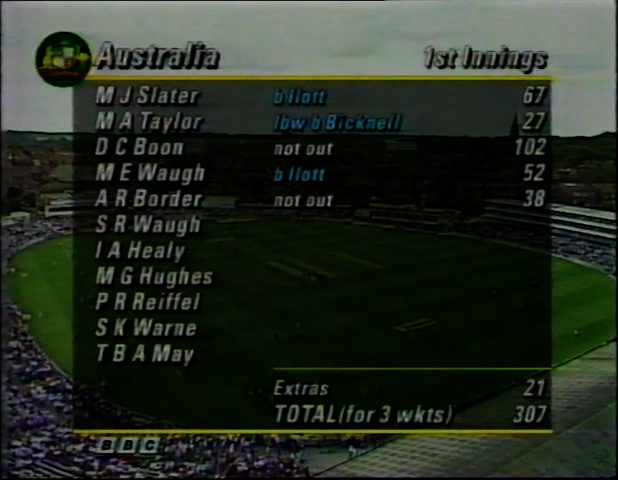 Australia 1st Innings
M J Slater b Ilott 67
M A Taylor lbw b Bicknell 27
D C Boon not out 102
M E Waugh b Ilott 52
A R Border not out 38
S R Waugh
I A Healy
M G Hughes
P R Reiffel
S K Warne
T B A May
Extras 21
TOTAL (for 3 wkts) 307
BBC